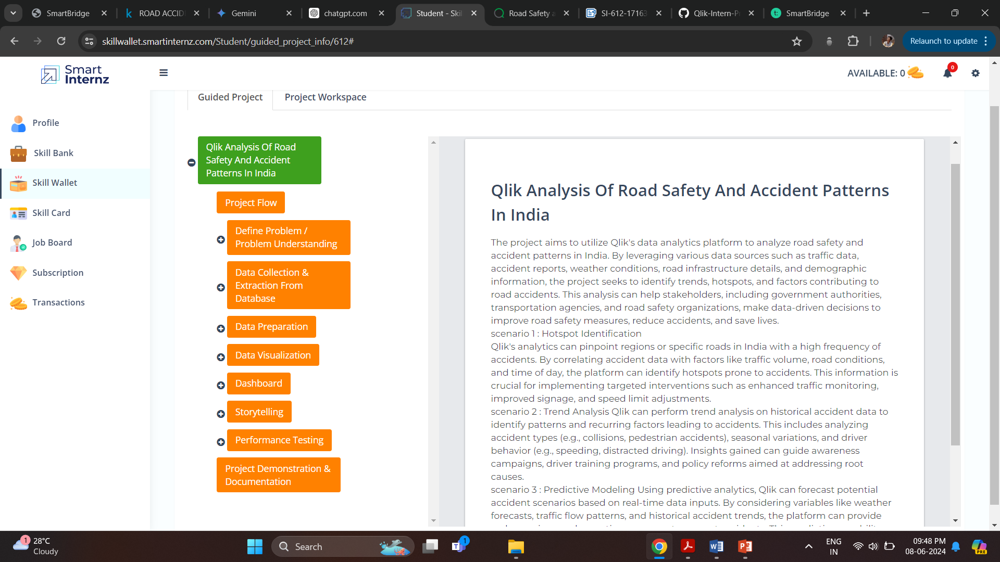 SmartBridge
ROAD ACCID
Gemini
chatgpt.com
Student - Skil
Road Safety a
SI-612-17163
Qlik-Intern-P
SmartBridge
skillwallet.smartinternz.com/Student/guided_project_info/612#
Relaunch to update
Smart
Internz
AVAILABLE: 0
0
Guided Project
Project Workspace
Profile
Skill Bank
Skill Wallet
Skill Card
Job Board
Subscription
Transactions
Qlik Analysis Of Road
Safety And Accident
Patterns In India
Project Flow
Define Problem /
Problem Understanding
Data Collection &
Extraction From
Database
Data Preparation
Data Visualization
Dashboard
Storytelling
Performance Testing
Project Demonstration &
Documentation
Qlik Analysis Of Road Safety And Accident Patterns
In India
The project aims to utilize Qlik's data analytics platform to analyze road safety and
accident patterns in India. By leveraging various data sources such as traffic data,
accident reports, weather conditions, road infrastructure details, and demographic
information, the project seeks to identify trends, hotspots, and factors contributing to
road accidents. This analysis can help stakeholders, including government authorities,
transportation agencies, and road safety organizations, make data-driven decisions to
improve road safety measures, reduce accidents, and save lives.
scenario 1 : Hotspot Identification
Qlik's analytics can pinpoint regions or specific roads in India with a high frequency of
accidents. By correlating accident data with factors like traffic volume, road conditions,
and time of day, the platform can identify hotspots prone to accidents. This information is
crucial for implementing targeted interventions such as enhanced traffic monitoring,
improved signage, and speed limit adjustments.
scenario 2 : Trend Analysis Qlik can perform trend analysis on historical accident data to
identify patterns and recurring factors leading to accidents. This includes analyzing
accident types (e.g., collisions, pedestrian accidents), seasonal variations, and driver
behavior (e.g., speeding, distracted driving). Insights gained can guide awareness
campaigns, driver training programs, and policy reforms aimed at addressing root
causes.
scenario 3 : Predictive Modeling Using predictive analytics, Qlik can forecast potential
accident scenarios based on real-time data inputs. By considering variables like weather
forecasts, traffic flow patterns, and historical accident trends, the platform can provide
1
28°C
Cloudy
Search
1
ENG
IN
09:48 PM
08-06-2024
PRE